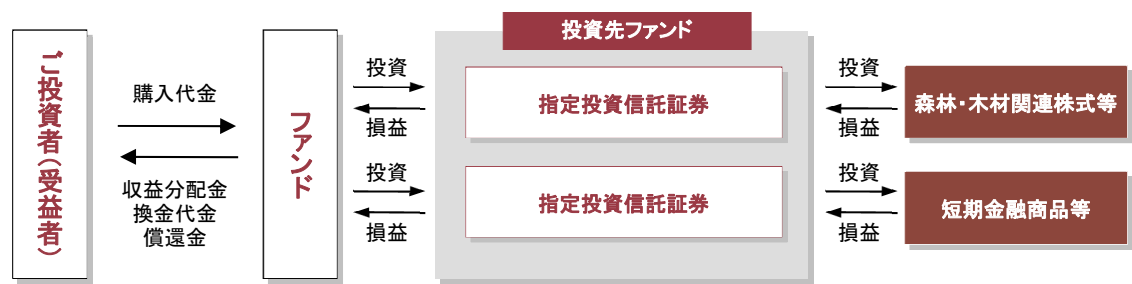 ご投資者(受益者)
購入代金
収益分配金
換金代金
償還金
ファンド
投資
損益
投資
損益
投資先ファンド
指定投資信託証券
指定投資信託証券
投資
損益
投資
損益
森林・木材関連株式等
短期金融商品等